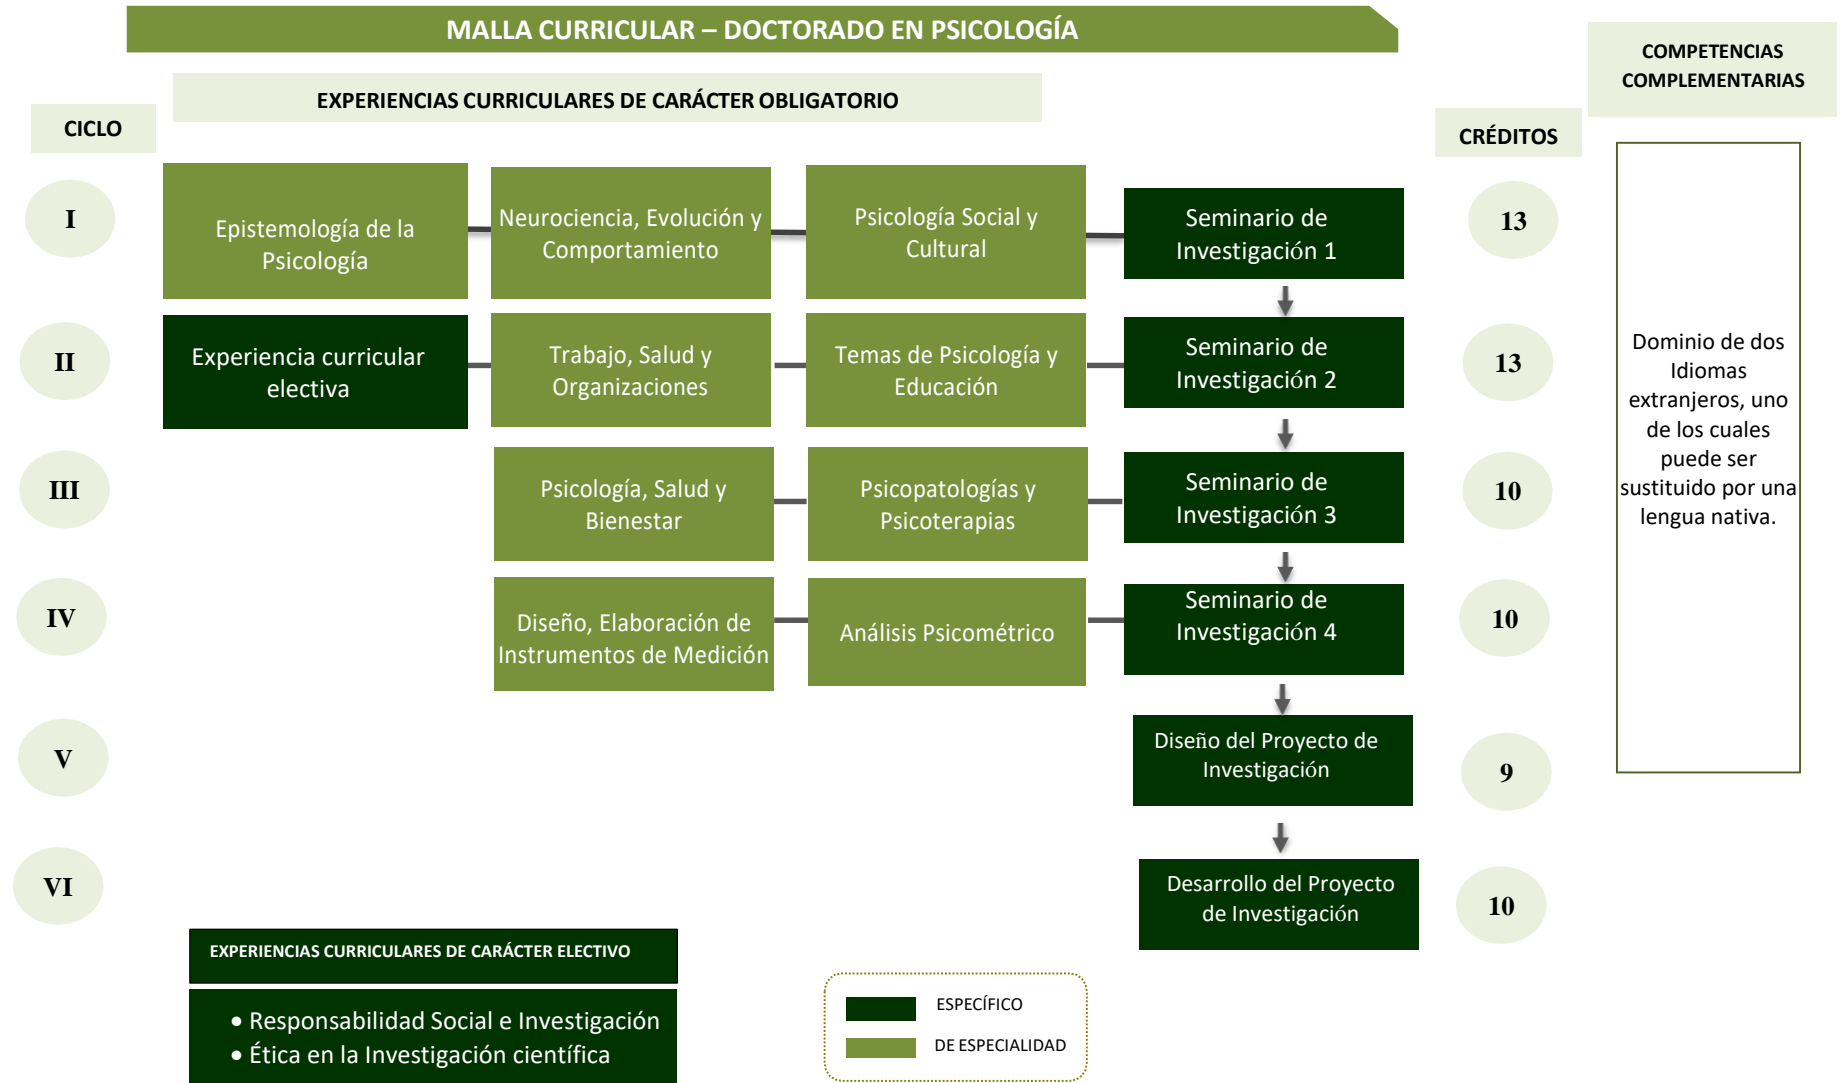 MALLA CURRICULAR – DOCTORADO EN PSICOLOGÍA
COMPETENCIAS
COMPLEMENTARIAS
EXPERIENCIAS CURRICULARES DE CARÁCTER OBLIGATORIO
CICLO
CRÉDITOS
I
Epistemología de la
Psicología
Neurociencia, Evolución y
Comportamiento
Psicología Social y
Cultural
Seminario de
Investigación 1
13
II
Experiencia curricular
electiva
Trabajo, Salud y
Organizaciones
Temas de Psicología y
Educación
Seminario de
Investigación 2
13
Dominio de dos
Idiomas
extranjeros, uno
de los cuales
puede ser
sustituido por una
lengua nativa.
III
Psicología, Salud y
Bienestar
Psicopatologías y
Psicoterapias
Seminario de
Investigación 3
10
IV
Diseño, Elaboración de
Instrumentos de Medición
Análisis Psicométrico
Seminario de
Investigación 4
10
V
Diseño del Proyecto de
Investigación
9
VI
Desarrollo del Proyecto
de Investigación
10
EXPERIENCIAS CURRICULARES DE CARÁCTER ELECTIVO
• Responsabilidad Social e Investigación
• Ética en la Investigación científica
ESPECÍFICO
DE ESPECIALIDAD